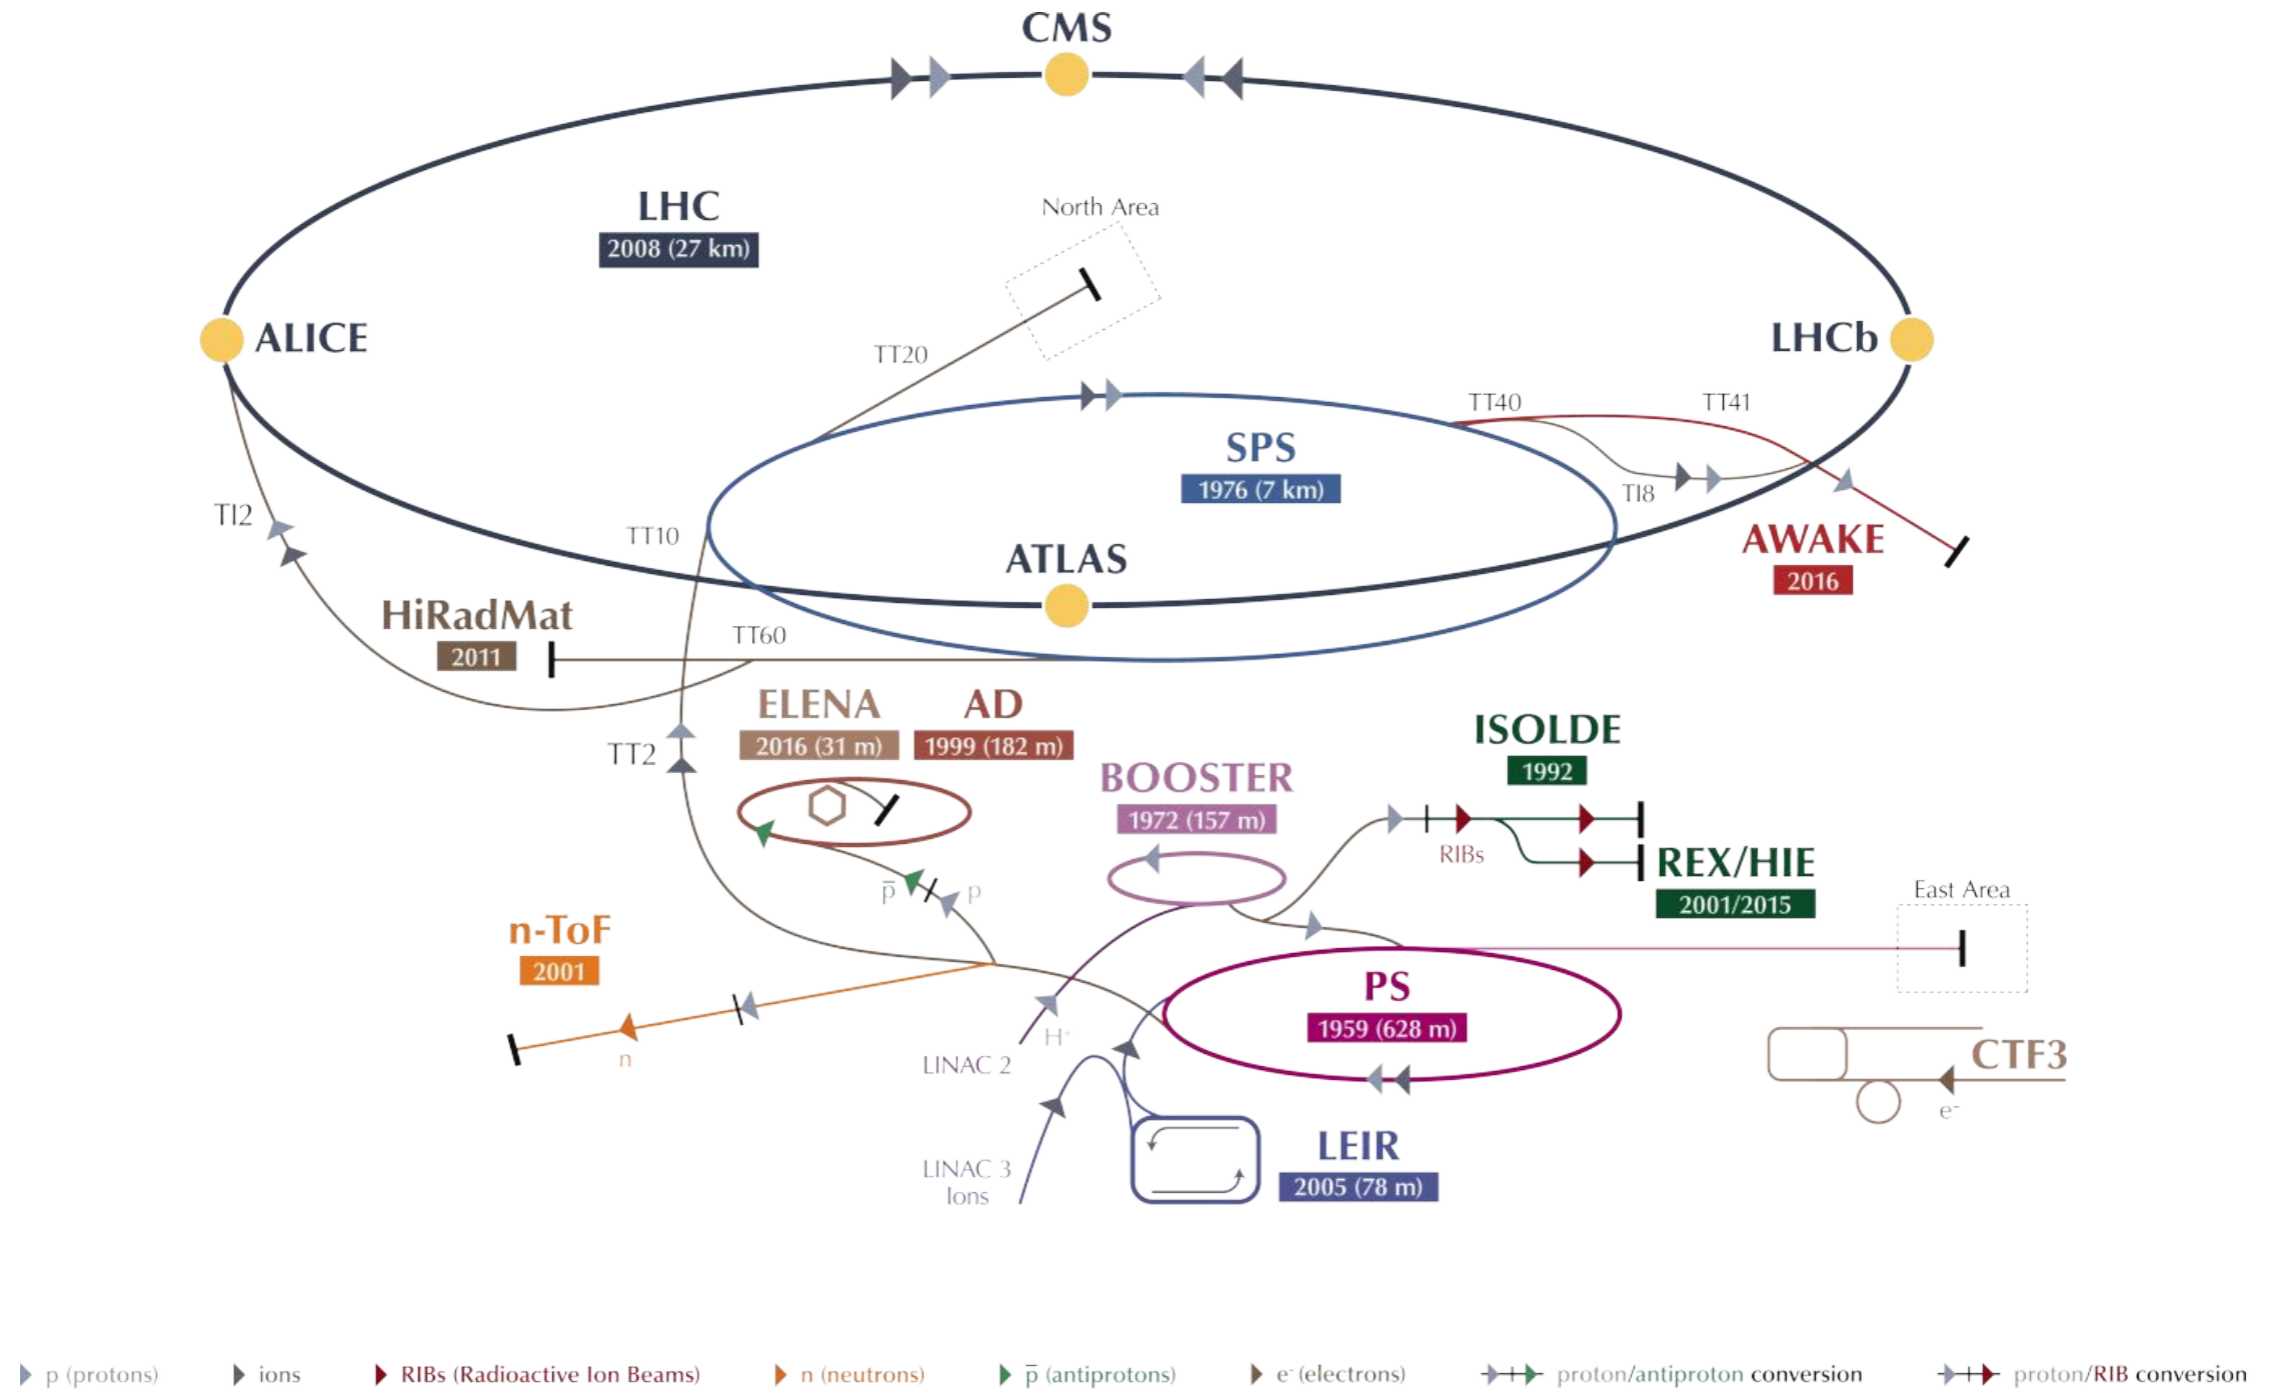 CMS
LHC
2008 (27 km)
North Area
ALICE
LHCb
TT20
TT40
TT41
SPS
1976 (7 km)
TI8
TI2
TT10
ATLAS
AWAKE
2016
HiRadMat
2011
TT60
ELENA
2016 (31 m)
AD
1999 (182 m)
TT2
ISOLDE
1992
BOOSTER
1972 (157 m)
RIBs
REX/HIE
2001/2015
East Area
p̅
p
n-ToF
2001
PS
1959 (628 m)
H⁺
LINAC 2
n
CTF3
e⁻
LEIR
2005 (78 m)
LINAC 3
Ions
p (protons)
ions
RIBs (Radioactive Ion Beams)
n (neutrons)
p̅ (antiprotons)
e⁻ (electrons)
proton/antiproton conversion
proton/RIB conversion